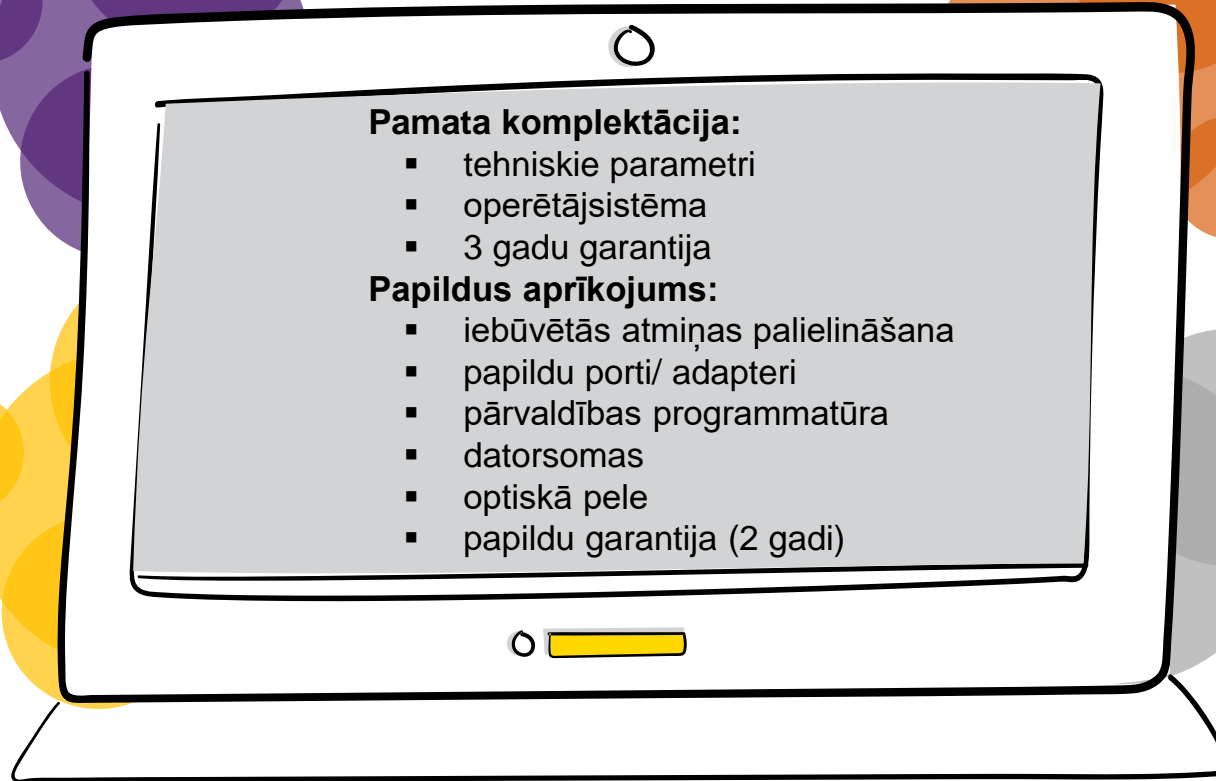 Pamata komplektācija:
▪ tehniskie parametri
▪ operētājsistēma
▪ 3 gadu garantija
Papildus aprīkojums:
▪ iebūvētās atmiņas palielināšana
▪ papildu porti/ adapteri
▪ pārvaldības programmatūra
▪ datorsomas
▪ optiskā pele
▪ papildu garantija (2 gadi)